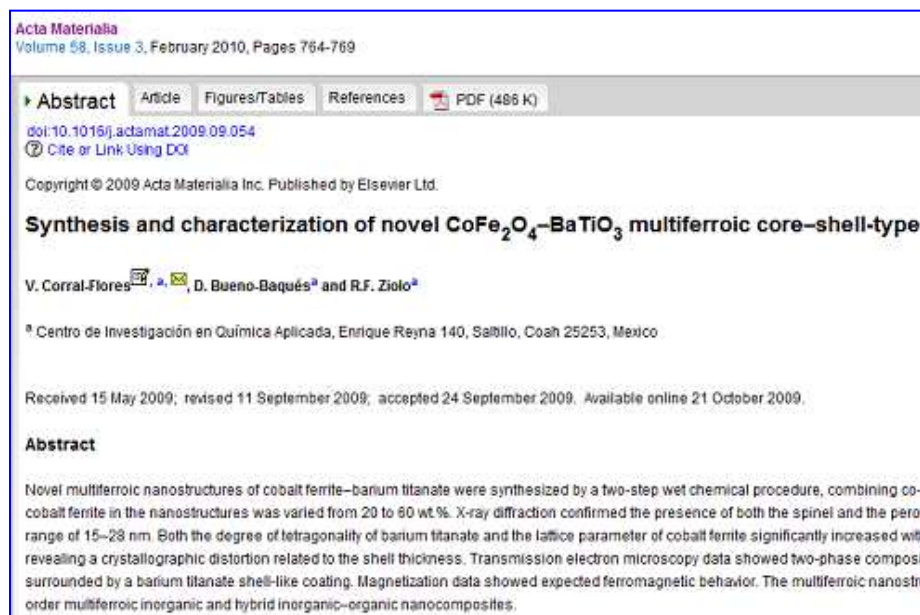 Acta Materialia
Volume 58, Issue 3, February 2010, Pages 764-769
Abstract Article Figures/Tables References PDF (486 K)
doi:10.1016/j.actamat.2009.09.054
Cite or Link Using DOI
Copyright © 2009 Acta Materialia Inc. Published by Elsevier Ltd.
Synthesis and characterization of novel CoFe2O4–BaTiO3 multiferroic core–shell-type
V. Corral-Flores, a, , D. Bueno-Baquésa and R.F. Zioloa
a Centro de Investigación en Química Aplicada, Enrique Reyna 140, Saltillo, Coah 25253, Mexico
Received 15 May 2009; revised 11 September 2009; accepted 24 September 2009. Available online 21 October 2009.
Abstract
Novel multiferroic nanostructures of cobalt ferrite–barium titanate were synthesized by a two-step wet chemical procedure, combining co-
cobalt ferrite in the nanostructures was varied from 20 to 60 wt.%. X-ray diffraction confirmed the presence of both the spinel and the pero
range of 15–28 nm. Both the degree of tetragonality of barium titanate and the lattice parameter of cobalt ferrite significantly increased wit
revealing a crystallographic distortion related to the shell thickness. Transmission electron microscopy data showed two-phase composi
surrounded by a barium titanate shell-like coating. Magnetization data showed expected ferromagnetic behavior. The multiferroic nanostr
order multiferroic inorganic and hybrid inorganic–organic nanocomposites.